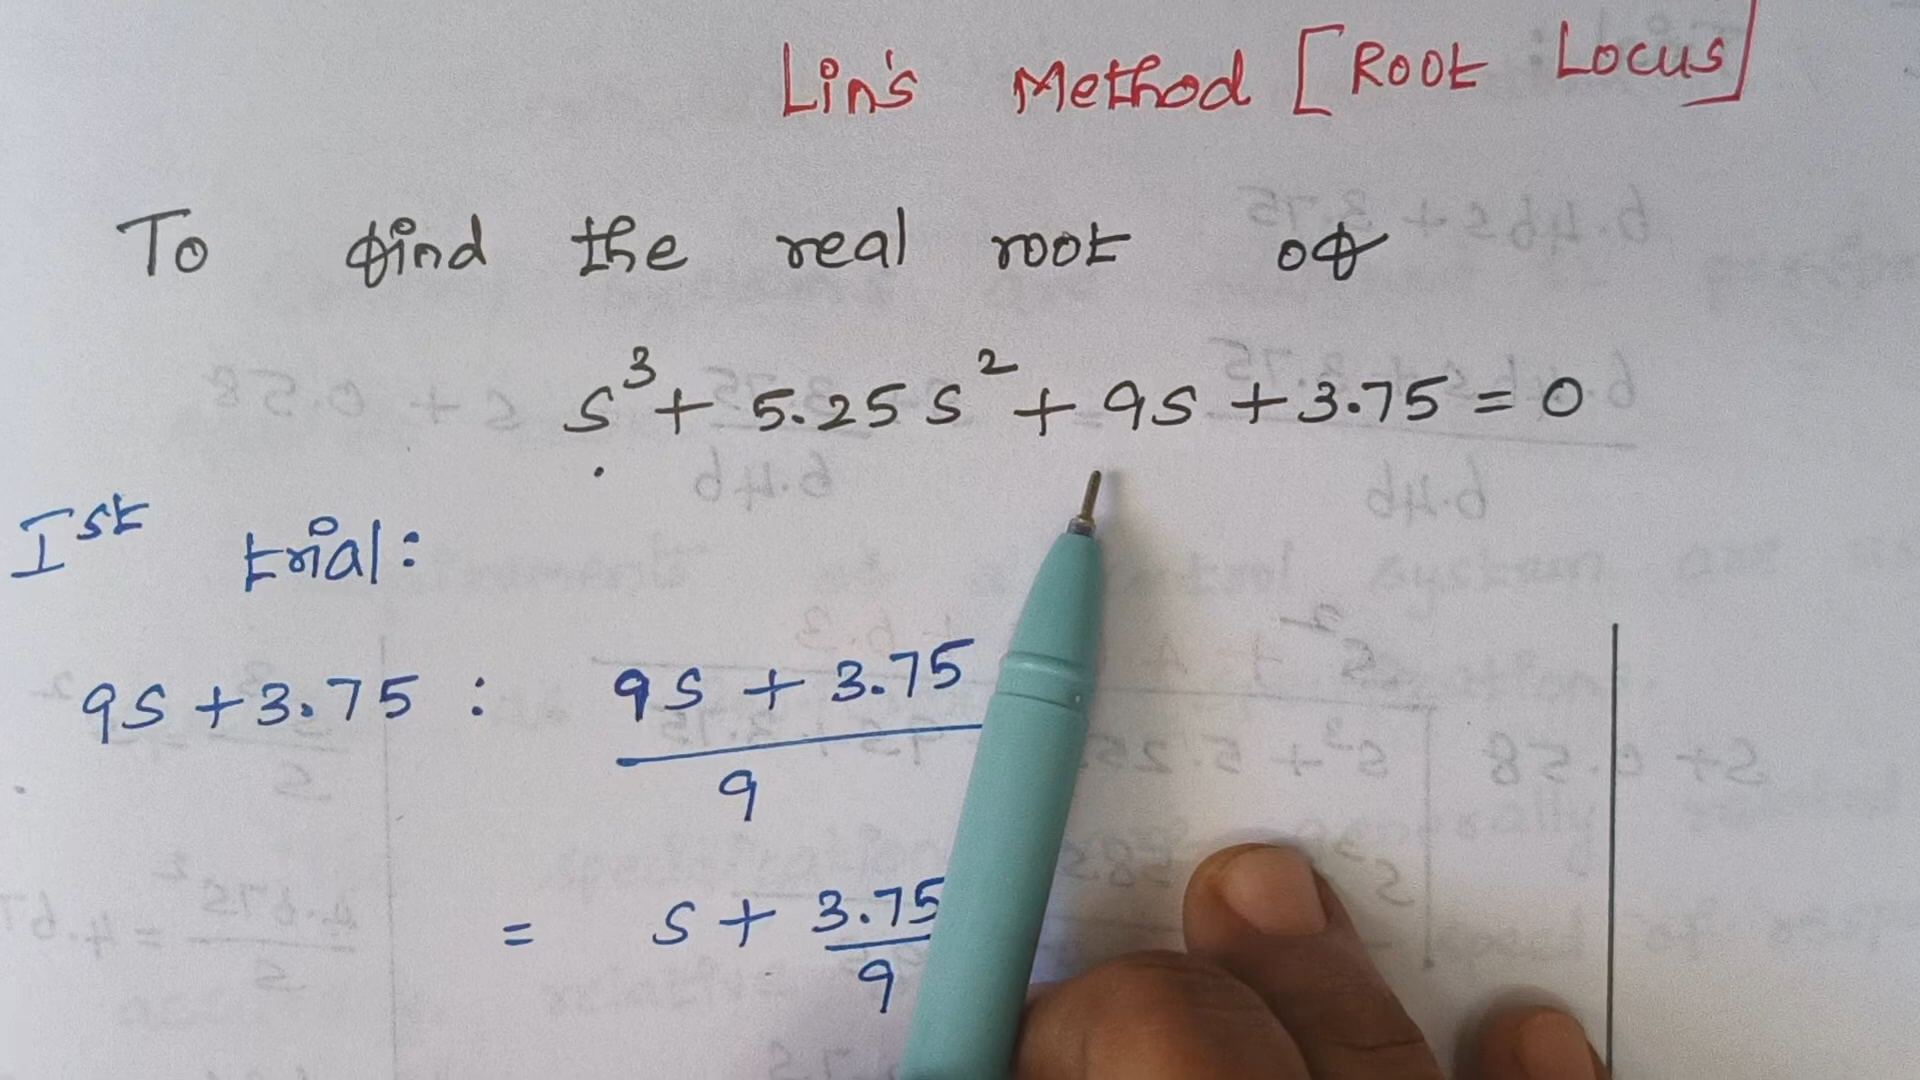 Lin's Method [Root Locus]
To find the real root of
s³ + 5.25 s² + 9s + 3.75 = 0
Ist trial:
9s + 3.75 : 9s + 3.75
9
= s + 3.75
9